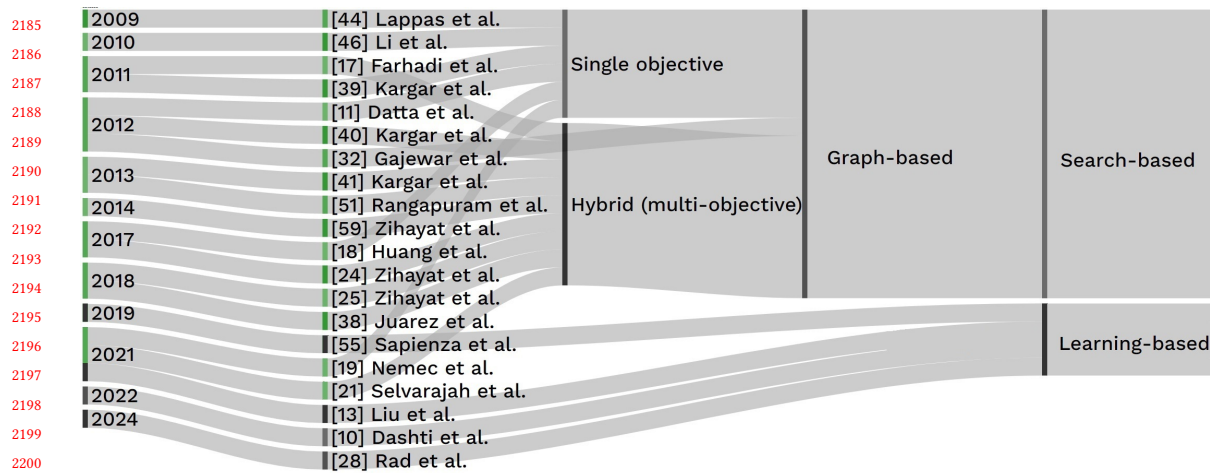 2185
2186
2187
2188
2189
2190
2191
2192
2193
2194
2195
2196
2197
2198
2199
2200
2009
2010
2011
2012
2013
2014
2017
2018
2019
2021
2022
2024
[44] Lappas et al.
[46] Li et al.
[17] Farhadi et al.
[39] Kargar et al.
[11] Datta et al.
[40] Kargar et al.
[32] Gajewar et al.
[41] Kargar et al.
[51] Rangapuram et al.
[59] Zihayat et al.
[18] Huang et al.
[24] Zihayat et al.
[25] Zihayat et al.
[38] Juarez et al.
[55] Sapienza et al.
[19] Nemec et al.
[21] Selvarajah et al.
[13] Liu et al.
[10] Dashti et al.
[28] Rad et al.
Single objective
Hybrid (multi-objective)
Graph-based
Search-based
Learning-based